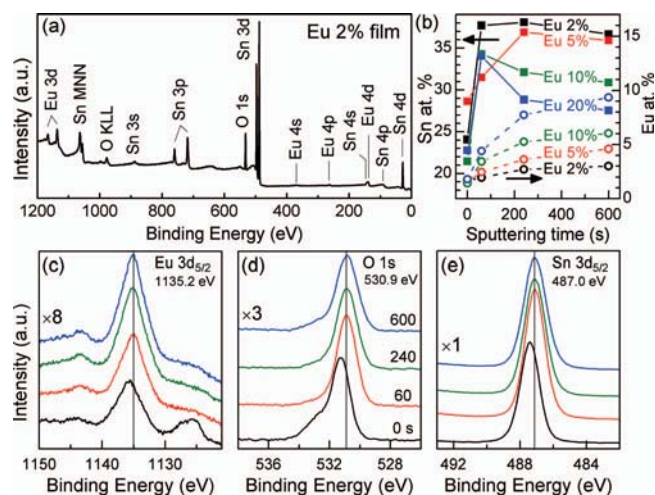 (a)
Eu 2% film
Intensity (a.u.)
Eu 3d
Sn MNN
O KLL
Sn 3s
Sn 3p
O 1s
Sn 3d
Eu 4s
Eu 4p
Sn 4s
Eu 4d
Sn 4p
Sn 4d
1200 1000 800 600 400 200 0
Binding Energy (eV)
(b)
Sn at. %
35
30
25
20
Eu 2%
Eu 5%
Eu 10%
Eu 20%
Eu 10%
Eu 5%
Eu 2%
15
10
5
0
Eu at. %
0 200 400 600
Sputtering time (s)
(c)
Eu 3d5/2
1135.2 eV
×8
Intensity (a.u.)
1150 1140 1130
Binding Energy (eV)
(d)
O 1s
530.9 eV
×3
600
240
60
0 s
536 532 528
Binding Energy (eV)
(e)
Sn 3d5/2
487.0 eV
×1
492 488 484
Binding Energy (eV)